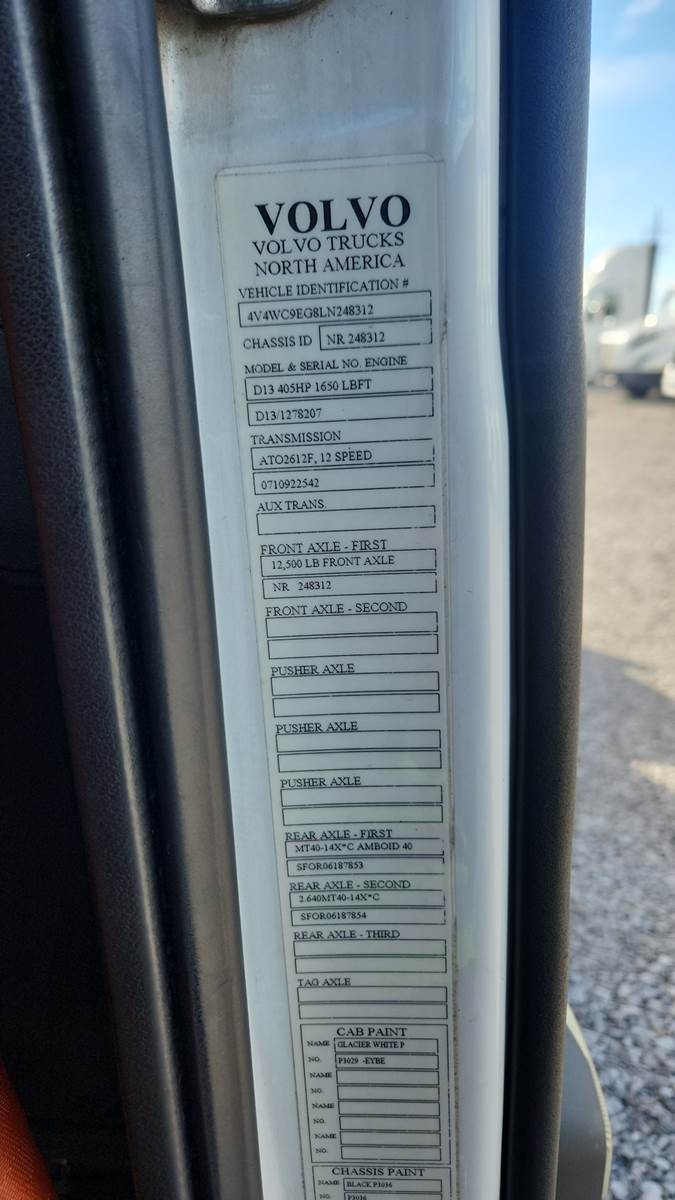 VOLVO
VOLVO TRUCKS
NORTH AMERICA
VEHICLE IDENTIFICATION #
4V4WC9EG8LN248312
CHASSIS ID NR 248312
MODEL & SERIAL NO. ENGINE
D13 405HP 1650 LBFT
D13/1278207
TRANSMISSION
ATO2612F, 12 SPEED
0710922542
AUX TRANS.
FRONT AXLE - FIRST
12,500 LB FRONT AXLE
NR 248312
FRONT AXLE - SECOND
PUSHER AXLE
PUSHER AXLE
PUSHER AXLE
REAR AXLE - FIRST
MT40-14X*C AMBOID 40
SFOR06187853
REAR AXLE - SECOND
2.640MT40-14X*C
SFOR06187854
REAR AXLE - THIRD
TAG AXLE
CAB PAINT
NAME GLACIER WHITE P
NO. P3029 -EYBE
NAME
NO.
NAME
NO.
NAME
NO.
CHASSIS PAINT
NAME BLACK P3036
NO. P3036